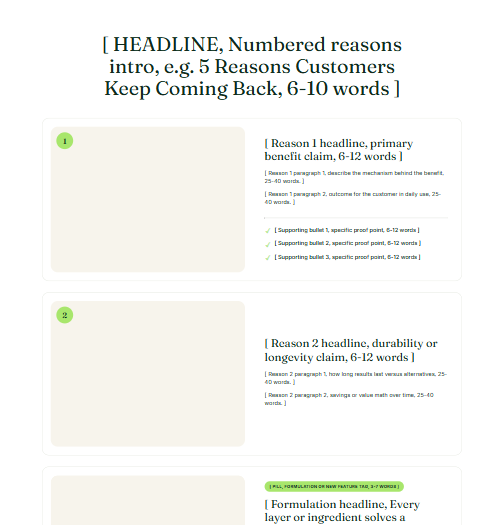 [ HEADLINE, Numbered reasons
intro, e.g. 5 Reasons Customers
Keep Coming Back, 6-10 words ]
1
[ Reason 1 headline, primary
benefit claim, 6-12 words ]
[ Reason 1 paragraph 1, describe the mechanism behind the benefit,
25-40 words. ]
[ Reason 1 paragraph 2, outcome for the customer in daily use, 25-
40 words. ]
✓ [ Supporting bullet 1, specific proof point, 6-12 words ]
✓ [ Supporting bullet 2, specific proof point, 6-12 words ]
✓ [ Supporting bullet 3, specific proof point, 6-12 words ]
2
[ Reason 2 headline, durability or
longevity claim, 6-12 words ]
[ Reason 2 paragraph 1, how long results last versus alternatives, 25-
40 words. ]
[ Reason 2 paragraph 2, savings or value math over time, 25-40
words. ]
[ PILL, FORMULATION OR NEW FEATURE TAG, 3-7 WORDS ]
[ Formulation headline, Every
layer or ingredient solves a